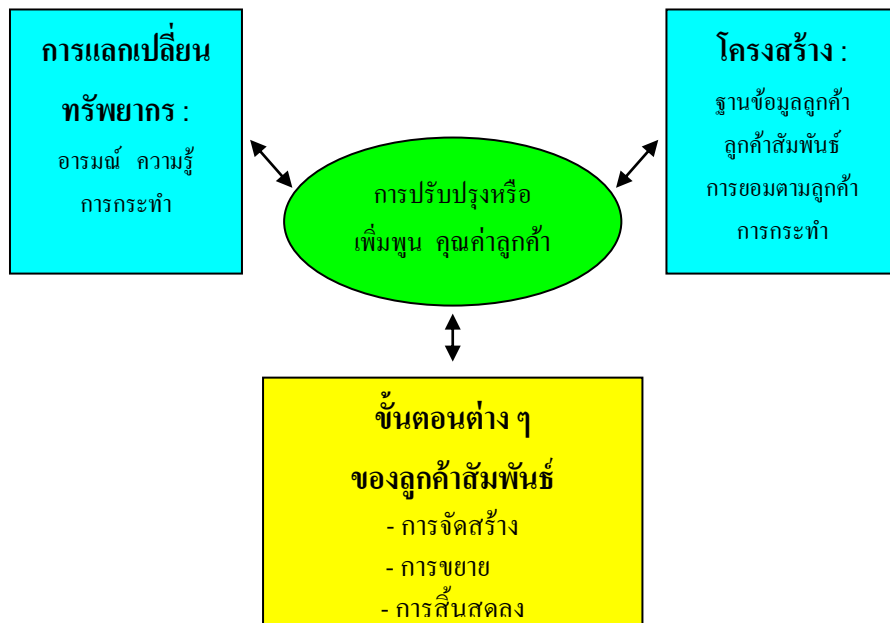 การแลกเปลี่ยน
ทรัพยากร :
อารมณ์ ความรู้
การกระทำ
โครงสร้าง :
ฐานข้อมูลลูกค้า
ลูกค้าสัมพันธ์
การยอมตามลูกค้า
การกระทำ
การปรับปรุงหรือ
เพิ่มพูน คุณค่าลูกค้า
ขั้นตอนต่าง ๆ
ของลูกค้าสัมพันธ์
- การจัดสร้าง
- การขยาย
- การสิ้นสดลง